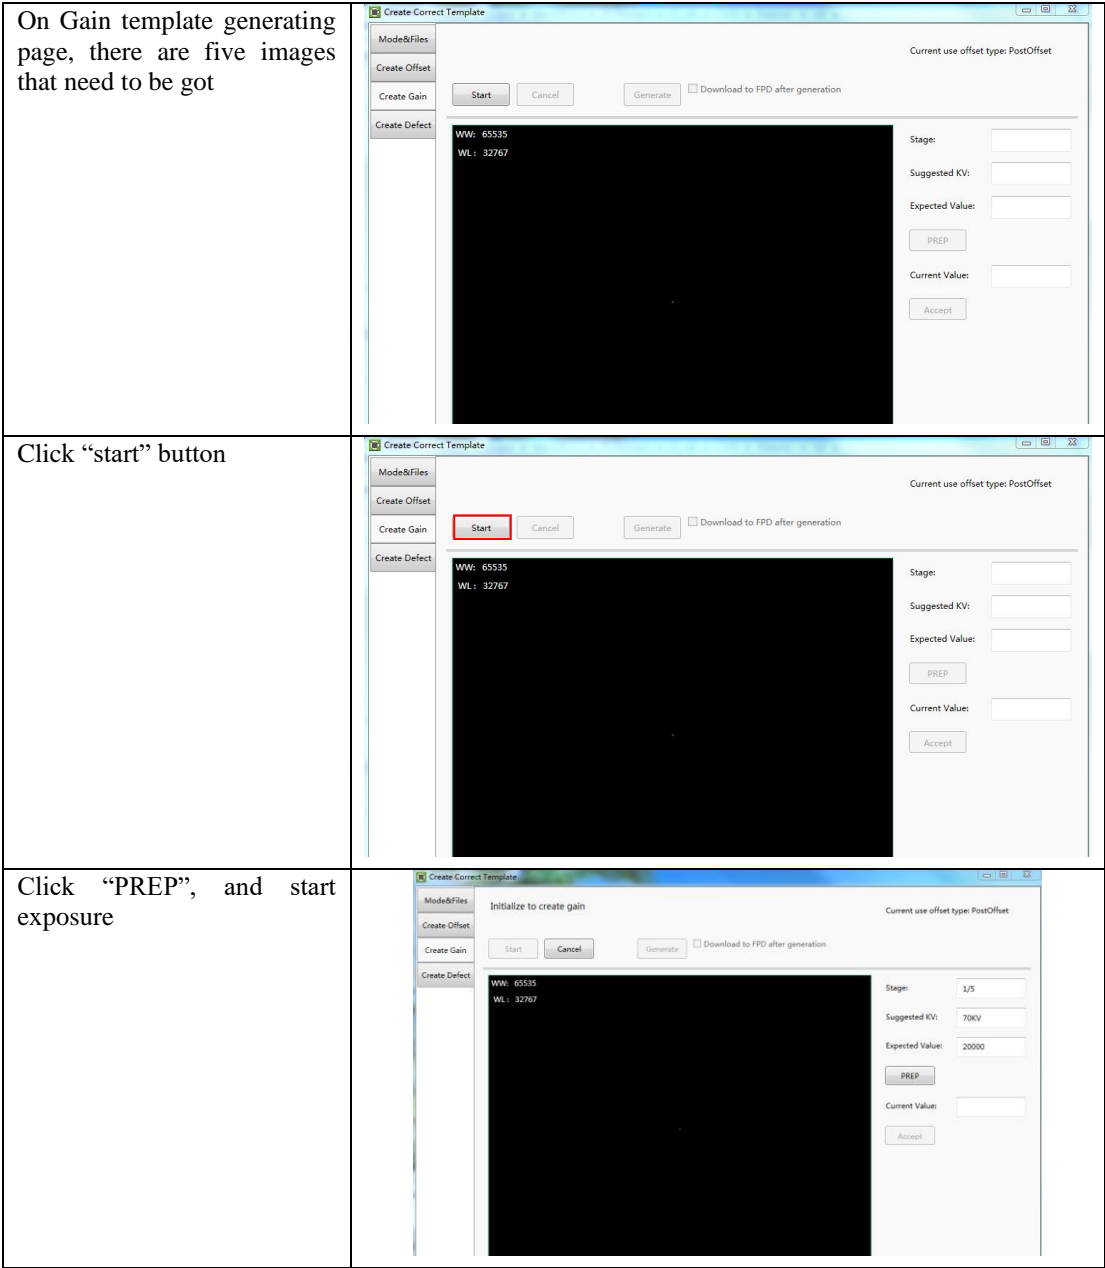 On Gain template generating
page, there are five images
that need to be got
Create Correct Template
Mode&Files
Create Offset
Create Gain
Create Defect
Current use offset type: PostOffset
Start
Cancel
Generate
Download to FPD after generation
WW: 65535
WL: 32767
Stage:
Suggested KV:
Expected Value:
PREP
Current Value:
Accept
Click “start” button
Create Correct Template
Mode&Files
Create Offset
Create Gain
Create Defect
Current use offset type: PostOffset
Start
Cancel
Generate
Download to FPD after generation
WW: 65535
WL: 32767
Stage:
Suggested KV:
Expected Value:
PREP
Current Value:
Accept
Click “PREP”, and start
exposure
Create Correct Template
Mode&Files
Create Offset
Create Gain
Create Defect
Initialize to create gain
Current use offset type: PostOffset
Start
Cancel
Generate
Download to FPD after generation
WW: 65535
WL: 32767
Stage: 1/5
Suggested KV: 70KV
Expected Value: 20000
PREP
Current Value:
Accept